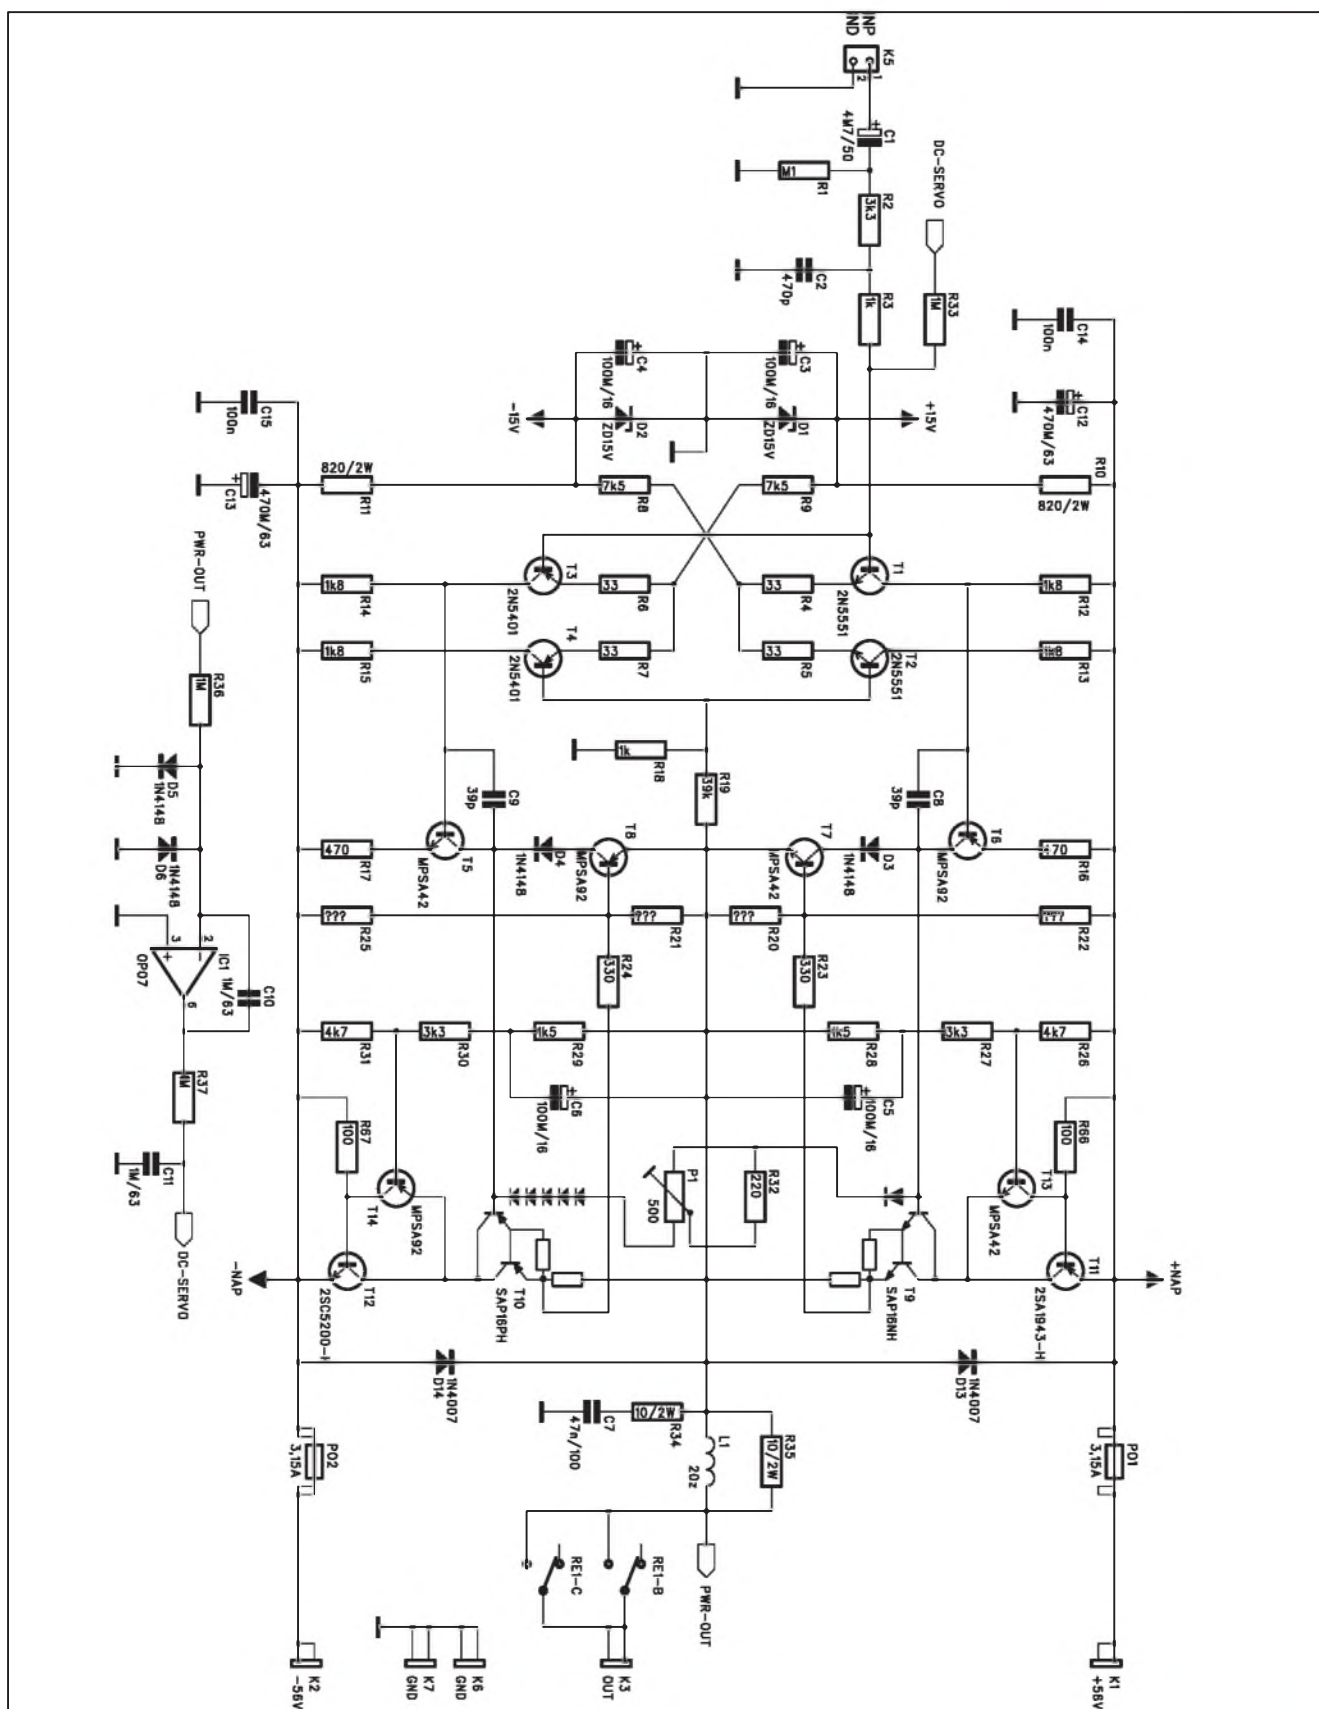 INP
GND
K5
1
2
C1
4M7/50
DC-SERVO
M1
R1
R2
3k3
C2
470p
R3
1k
R33
1M
C14
100n
C4
100M/16
C3
100M/16
C15
100n
-15V
D2
ZD15V
D1
ZD15V
+15V
C12
470M/63
820/2W
R11
C13
470M/63
7k5
R8
7k5
R9
R10
820/2W
PWR-OUT
1k8
R14
T3
2N5401
33
R6
33
R4
T1
2N5551
1k8
R12
1k8
R15
T4
2N5401
33
R7
33
R5
T2
2N5551
1k8
R13
R36
1M
1k
R18
R19
39k
D5
1N4148
C9
39p
C8
39p
D6
1N4148
470
R17
T5
MPSA42
D4
1N4148
T8
MPSA92
T7
MPSA42
D3
1N4148
T6
MPSA92
470
R16
???
R25
???
R21
???
R20
???
R22
3
2
+
-
IC1
OP07
6
C10
1M/63
R24
330
R23
330
4k7
R31
3k3
R30
1k5
R29
1k5
R28
3k3
R27
4k7
R26
R37
C6
100M/16
C5
100M/16
R67
100
R66
100
C11
1M/63
T14
MPSA92
P1
500
R32
220
T13
MPSA42
DC-SERVO
-NAP
T12
2SC5200-H
T10
SAP16PH
T9
SAP16NH
T11
2SA1943-H
+NAP
1N4007
D14
1N4007
D13
C7
47n/100
10/2W
R34
L1
20z
R35
10/2W
PO2
3,15A
PO1
3,15A
RE1-C
RE1-B
PWR-OUT
K2
-56V
K7
GND
K6
GND
K3
OUT
K1
+56V